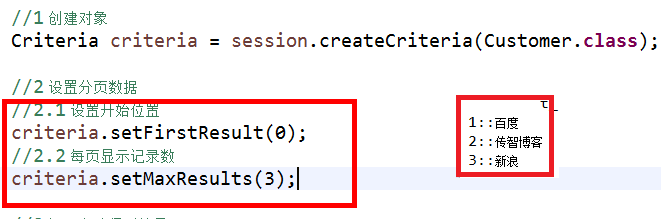 //1 创建对象
Criteria criteria = session.createCriteria(Customer.class);
//2 设置分页数据
//2.1 设置开始位置
criteria.setFirstResult(0);
//2.2 每页显示记录数
criteria.setMaxResults(3);
1::百度
2::传智博客
3::新浪